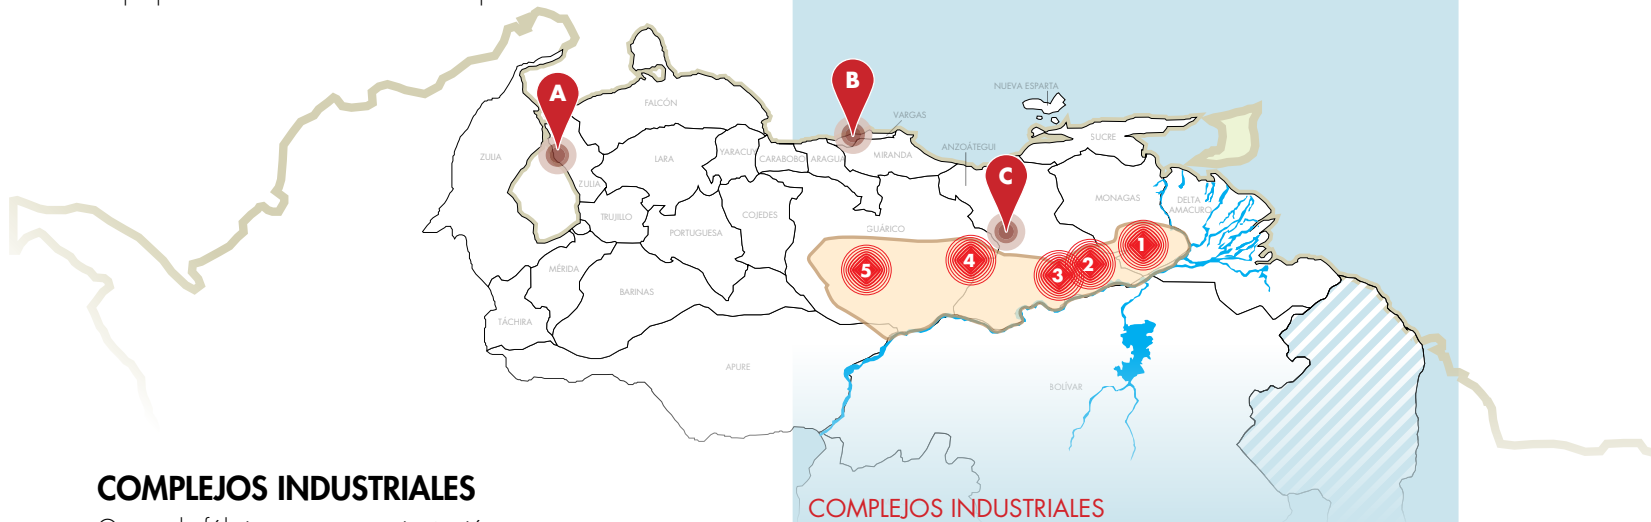 A
B
NUEVA ESPARTA
FALCÓN
VARGAS
SUCRE
ANZOÁTEGUI
ZULIA
LARA
YARACUY
CARABOBO
ARAGUA
MIRANDA
C
ZULIA
MONAGAS
DELTA
AMACURO
TRUJILLO
COJEDES
PORTUGUESA
GUÁRICO
1
2
3
4
5
MÉRIDA
BARINAS
TÁCHIRA
APURE
BOLÍVAR
COMPLEJOS INDUSTRIALES
COMPLEJOS INDUSTRIALES